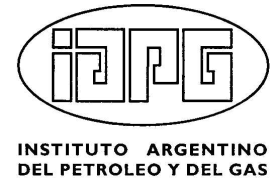 IAPG
INSTITUTO ARGENTINO
DEL PETROLEO Y DEL GAS